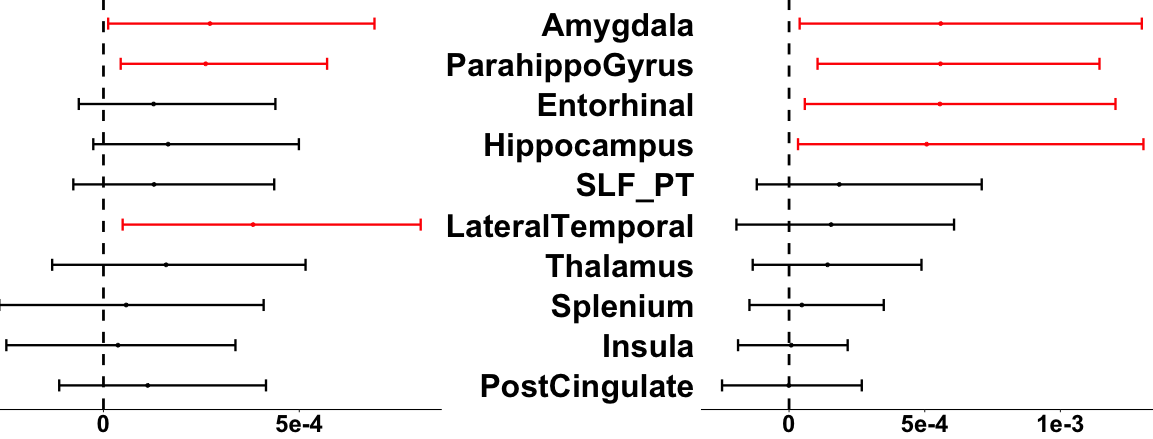 Amygdala
ParahippoGyrus
Entorhinal
Hippocampus
SLF_PT
LateralTemporal
Thalamus
Splenium
Insula
PostCingulate
0 5e-4 0 5e-4 1e-3